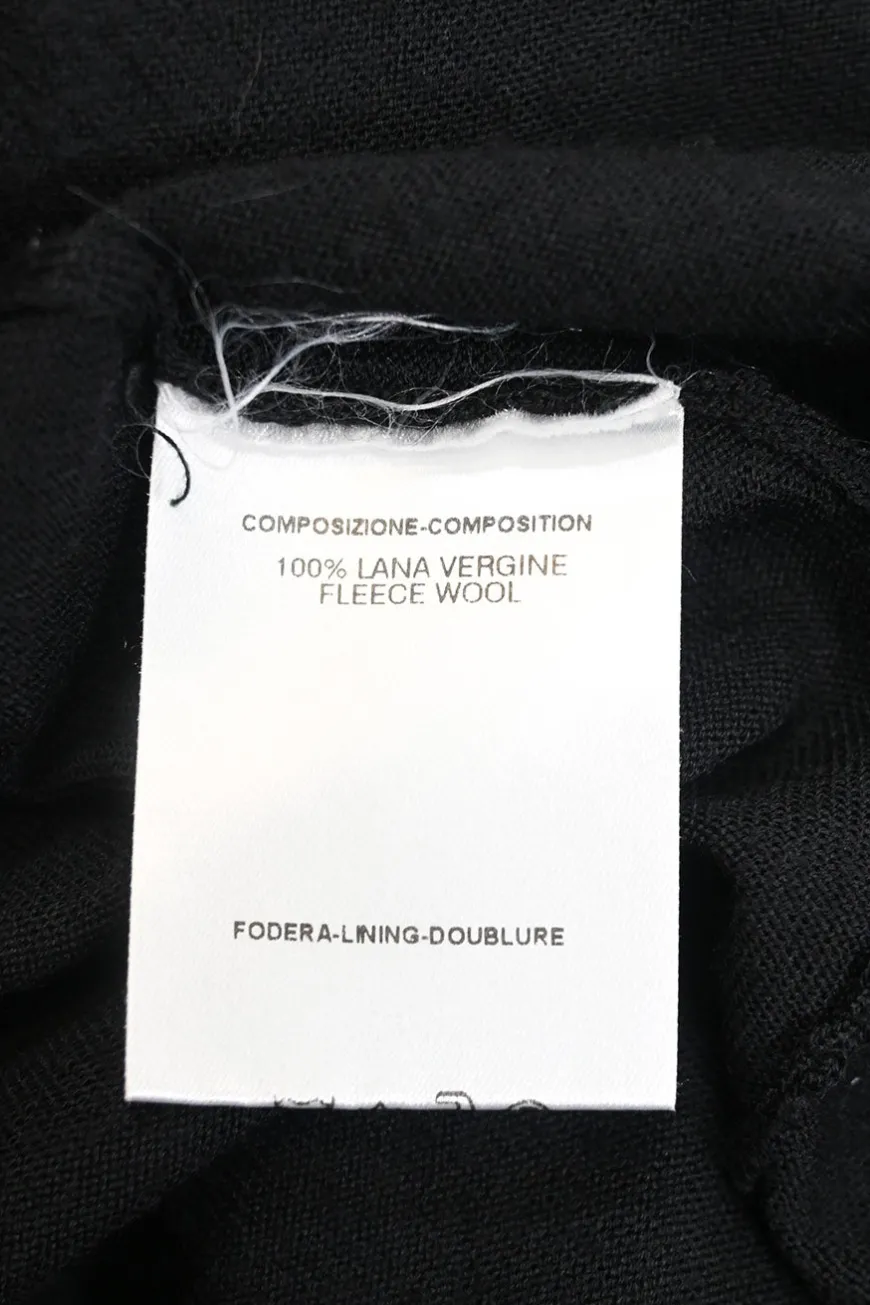 COMPOSIZIONE-COMPOSITION
100% LANA VERGINE
FLEECE WOOL
FODERA-LINING-DOUBLURE